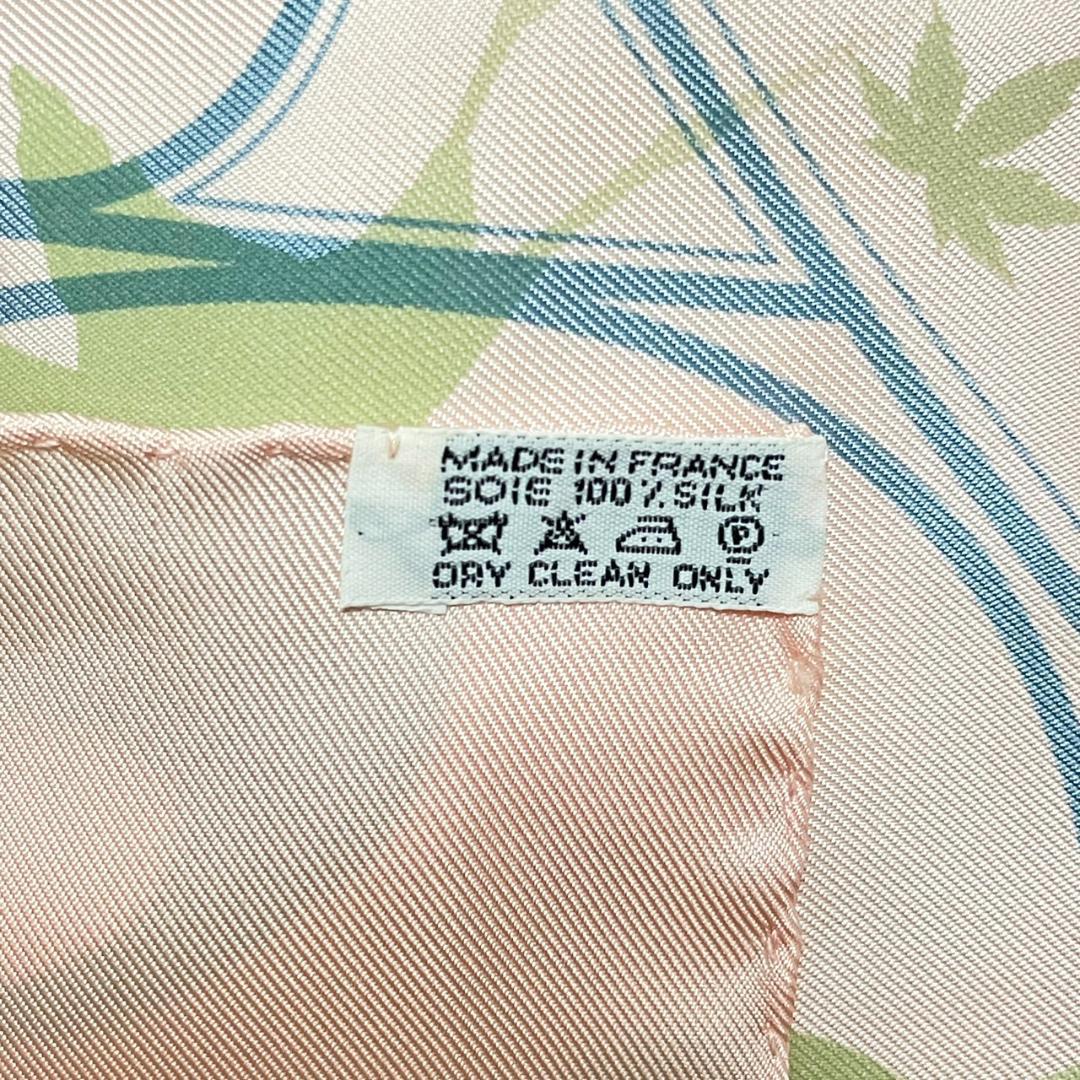 MADE IN FRANCE
SOIE 100% SILK
P
DRY CLEAN ONLY